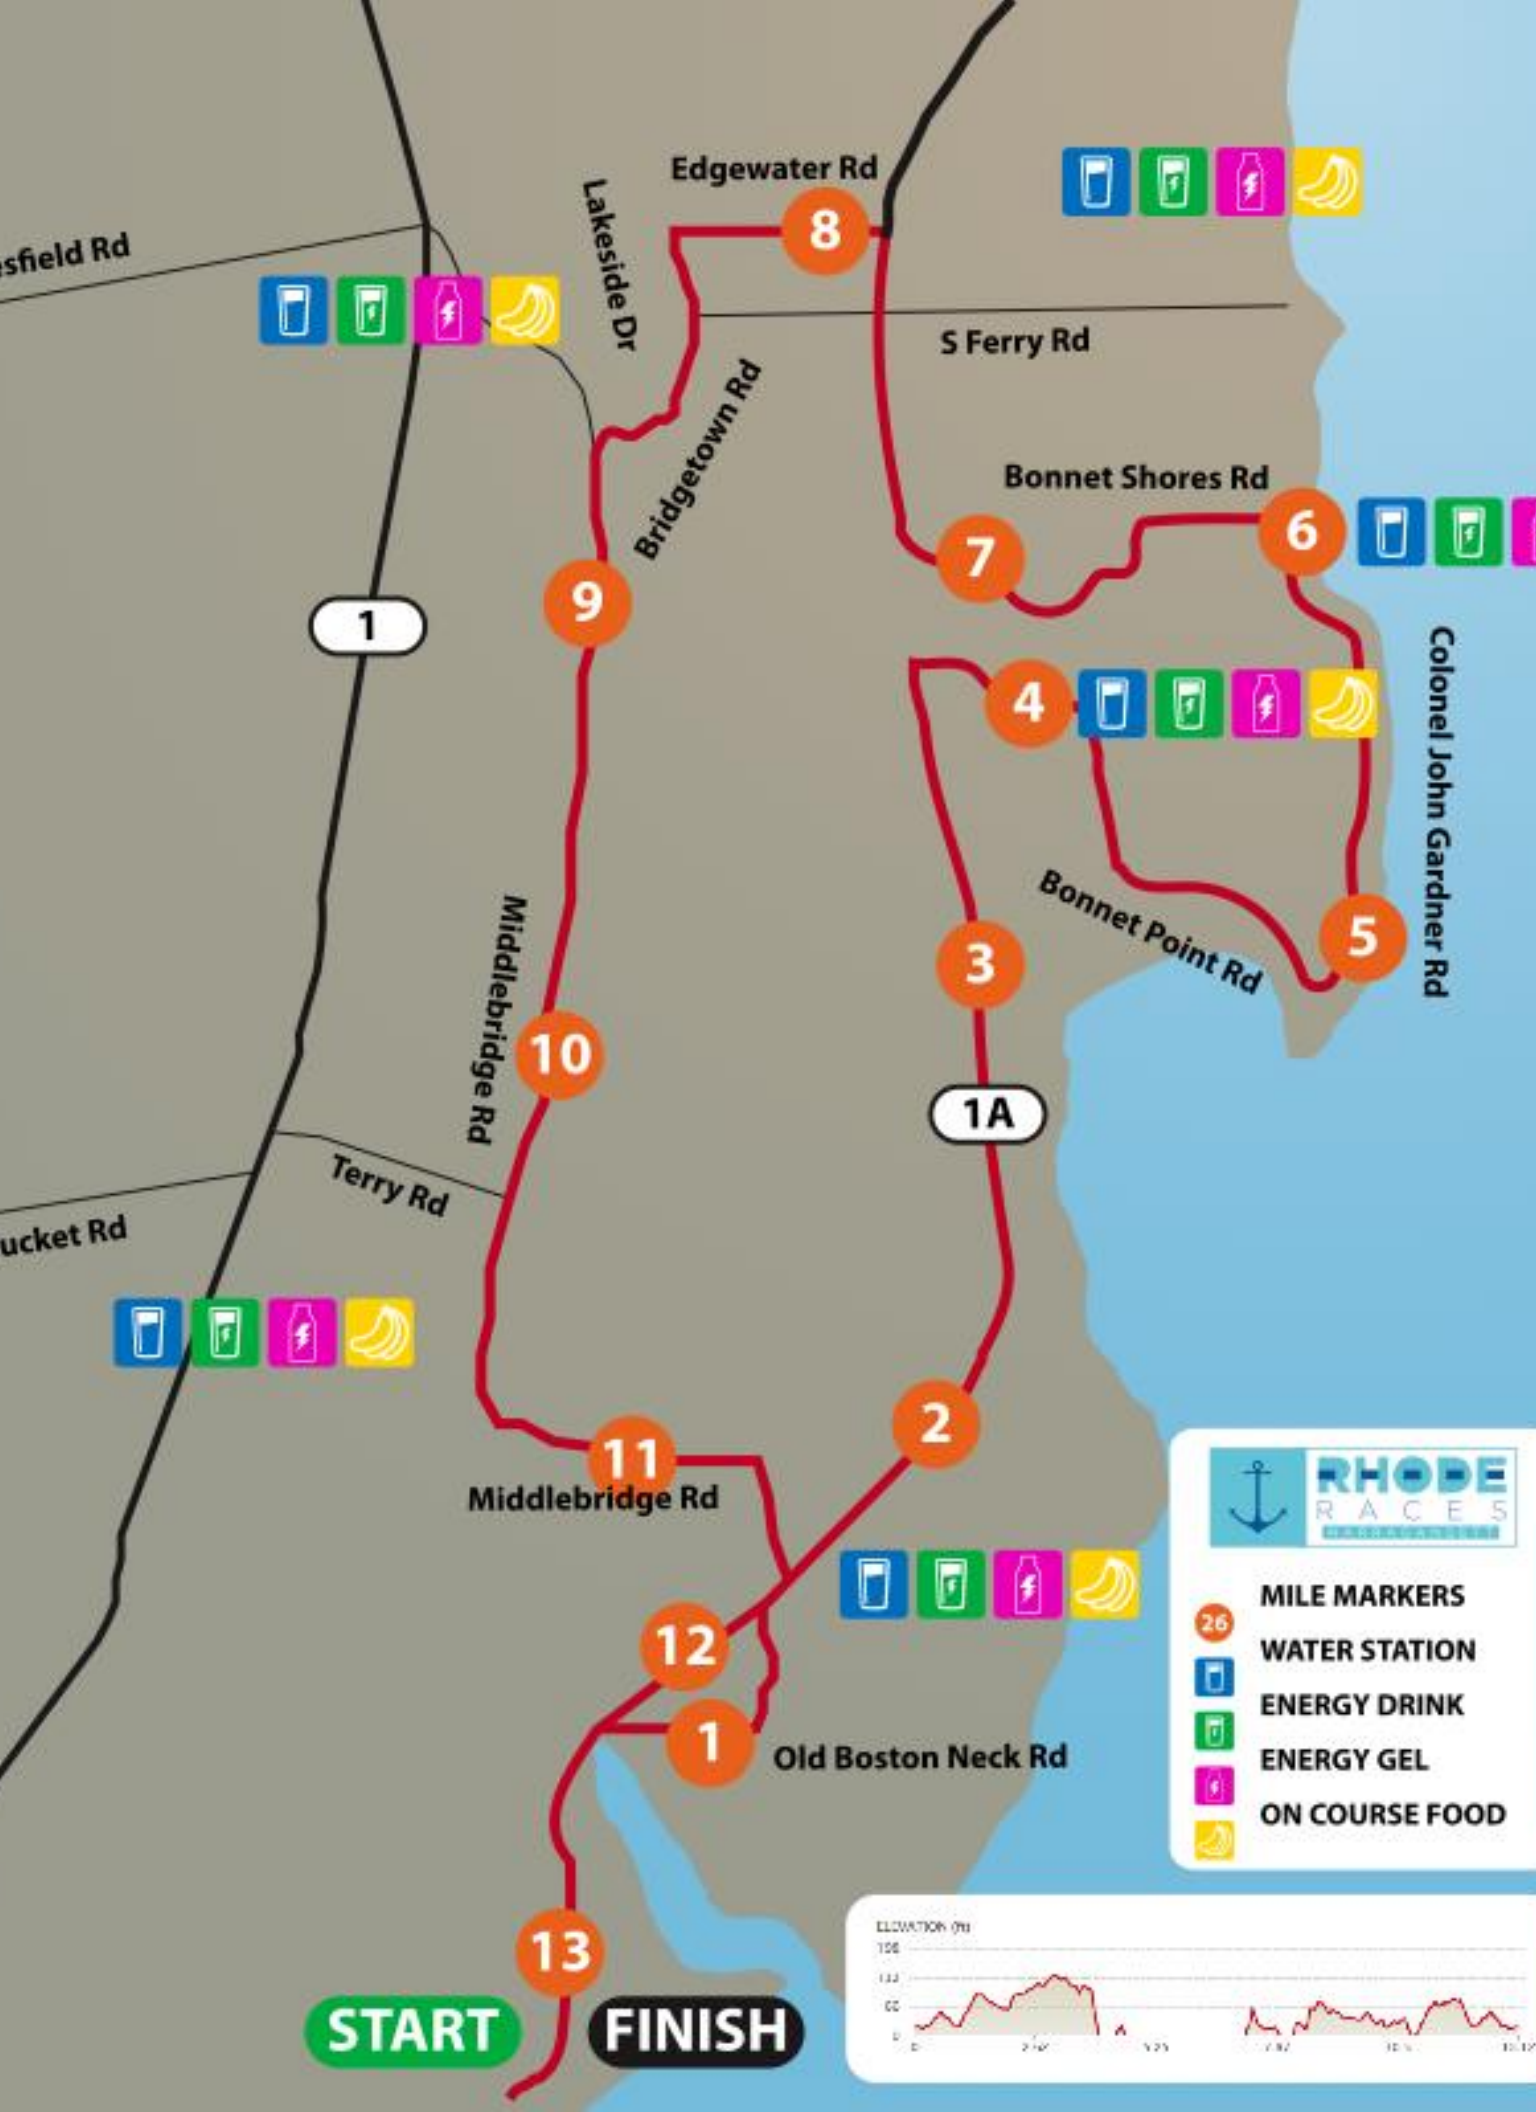 Edgewater Rd
8
Lakeside Dr
esfield Rd
S Ferry Rd
Bridgetown Rd
Bonnet Shores Rd
6
7
9
1
Colonel John Gardner Rd
4
Bonnet Point Rd
5
3
Middlebridge Rd
10
1A
Terry Rd
ucket Rd
2
11
Middlebridge Rd
RHODE
RACES
NARRAGANSETT
12
MILE MARKERS
26
WATER STATION
ENERGY DRINK
ENERGY GEL
ON COURSE FOOD
1
Old Boston Neck Rd
13
START
FINISH
ELEVATION (ft)
0